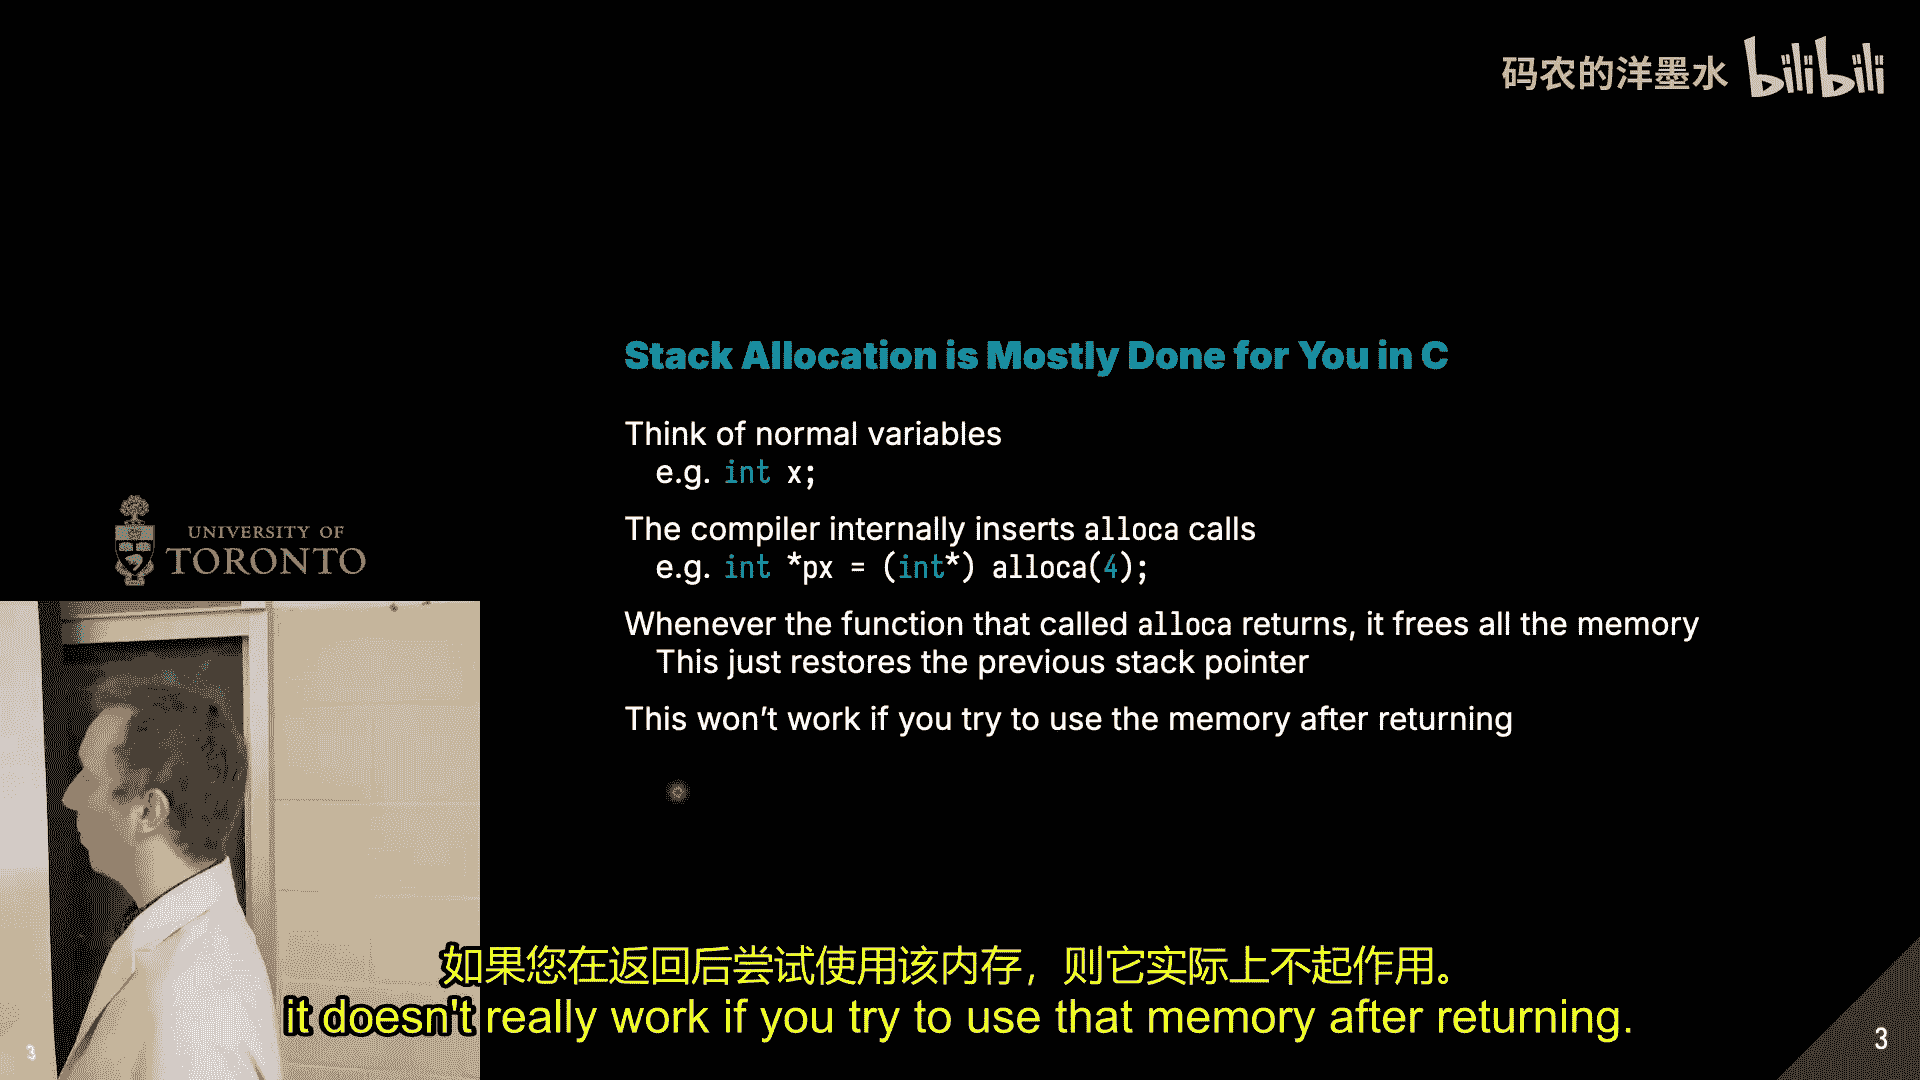 码农的洋墨水 bilibili
Stack Allocation is Mostly Done for You in C
Think of normal variables
e.g. int x;
The compiler internally inserts alloca calls
e.g. int *px = (int*) alloca(4);
Whenever the function that called alloca returns, it frees all the memory
This just restores the previous stack pointer
This won’t work if you try to use the memory after returning
UNIVERSITY OF
TORONTO
如果您在返回后尝试使用该内存，则它实际上不起作用。
it doesn't really work if you try to use that memory after returning.
3
3